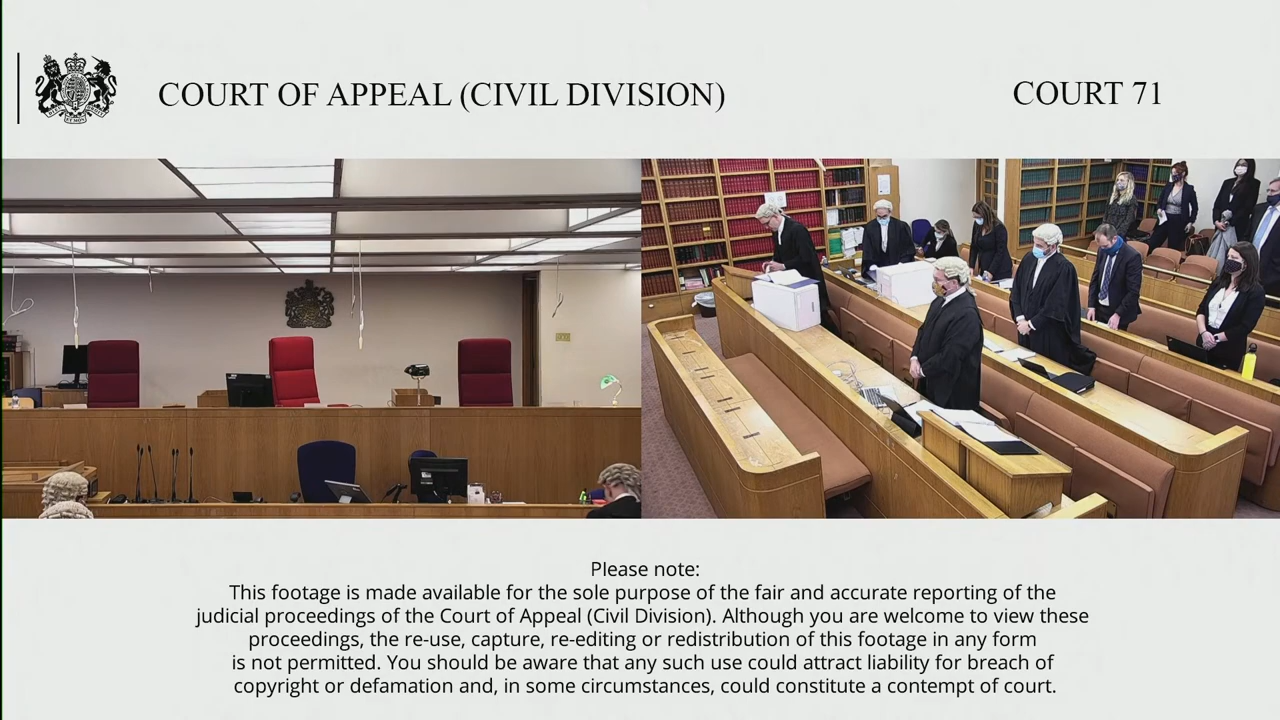 COURT OF APPEAL (CIVIL DIVISION)
COURT 71
Please note:
This footage is made available for the sole purpose of the fair and accurate reporting of the
judicial proceedings of the Court of Appeal (Civil Division). Although you are welcome to view these
proceedings, the re-use, capture, re-editing or redistribution of this footage in any form
is not permitted. You should be aware that any such use could attract liability for breach of
copyright or defamation and, in some circumstances, could constitute a contempt of court.